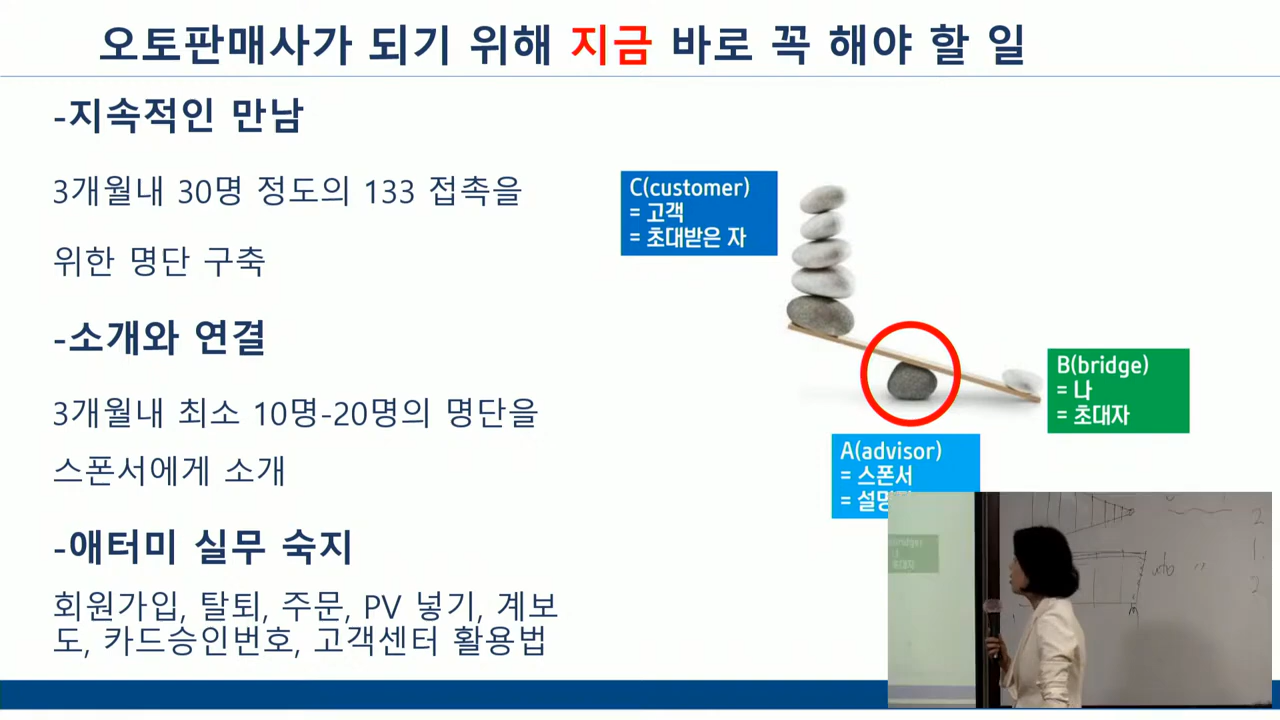 오토판매사가 되기 위해 지금 바로 꼭 해야 할 일
-지속적인 만남
3개월내 30명 정도의 133 접촉을
위한 명단 구축
-소개와 연결
3개월내 최소 10명-20명의 명단을
스폰서에게 소개
-애터미 실무 숙지
회원가입, 탈퇴, 주문, PV 넣기, 계보
도, 카드승인번호, 고객센터 활용법
C(customer)
= 고객
= 초대받은 자
B(bridge)
= 나
= 초대자
A(advisor)
= 스폰서
= 설명